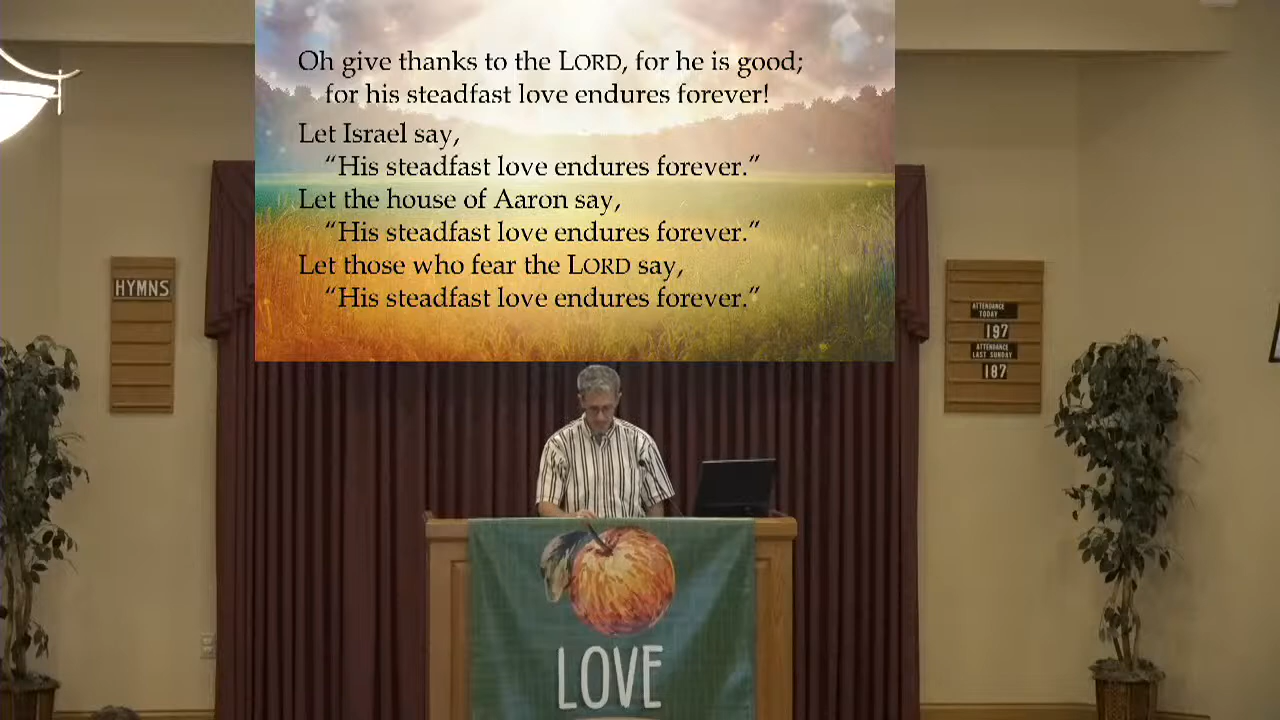 Oh give thanks to the LORD, for he is good;
for his steadfast love endures forever!
Let Israel say,
“His steadfast love endures forever.”
Let the house of Aaron say,
“His steadfast love endures forever.”
Let those who fear the LORD say,
“His steadfast love endures forever.”
HYMNS
ATTENDANCE
TODAY
197
ATTENDANCE
LAST SUNDAY
187
LOVE